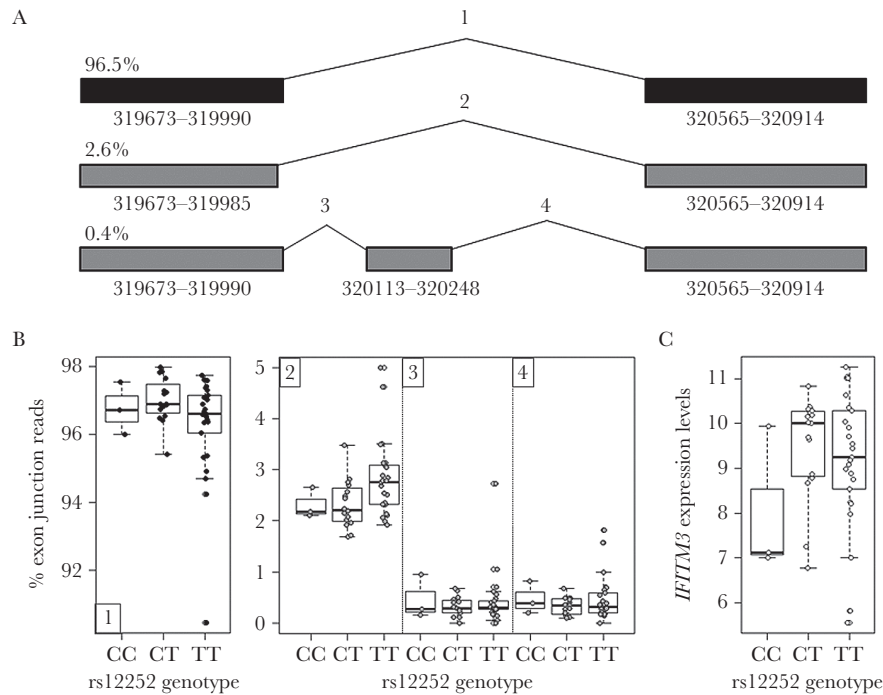 A
1
96.5%
319673–319990 320565–320914
2
2.6%
319673–319985 320565–320914
3 4
0.4%
319673–319990 320113–320248 320565–320914
B
% exon junction reads
98
96
94
92
1
CC CT TT
rs12252 genotype
5
4
3
2
1
0
2 3 4
CC CT TT CC CT TT CC CT TT
rs12252 genotype
C
IFITM3 expression levels
11
10
9
8
7
6
CC CT TT
rs12252 genotype